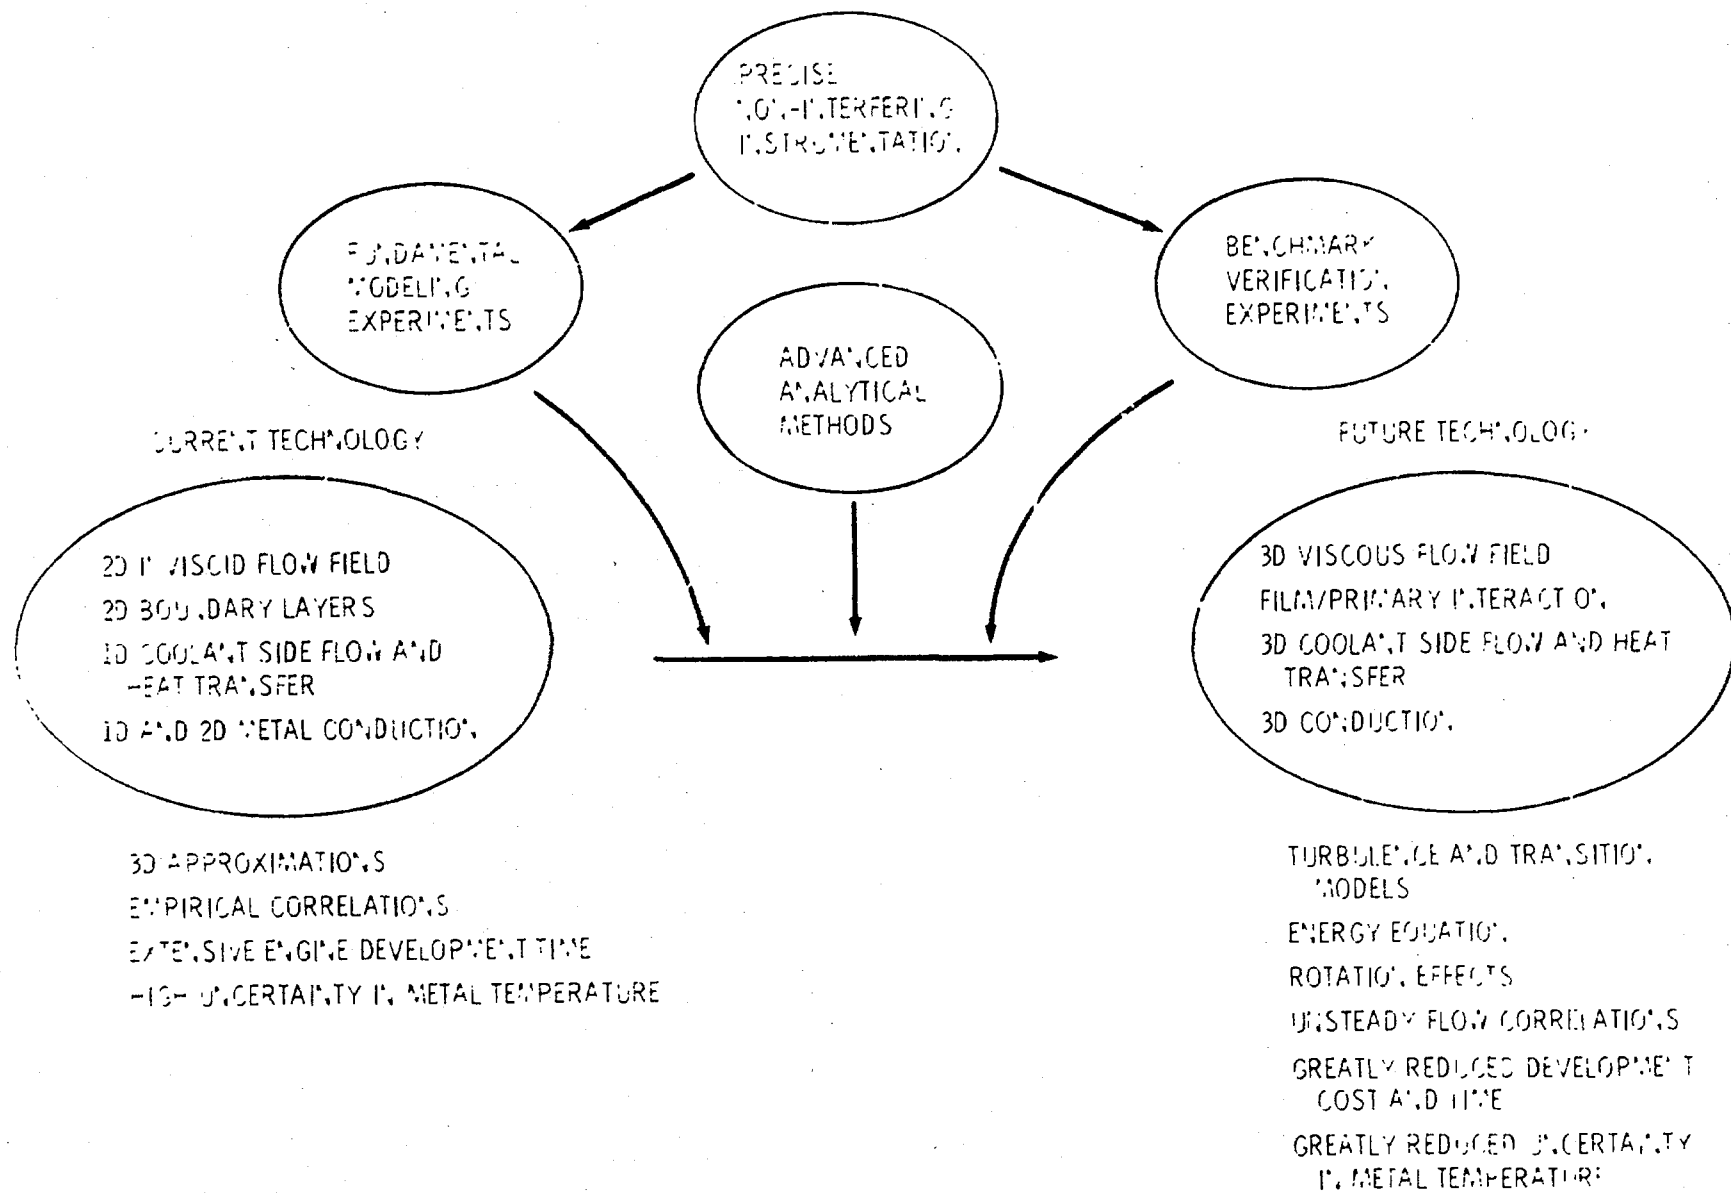 PRECISE
NON-INTERFERING
INSTRUMENTATION
FUNDAMENTAL
MODELING
EXPERIMENTS
BENCHMARK
VERIFICATION
EXPERIMENTS
ADVANCED
ANALYTICAL
METHODS
CURRENT TECHNOLOGY
FUTURE TECHNOLOGY
2D INVISCID FLOW FIELD
2D BOUNDARY LAYERS
1D COOLANT SIDE FLOW AND
HEAT TRANSFER
1D AND 2D METAL CONDUCTION
3D VISCOUS FLOW FIELD
FILM/PRIMARY INTERACTION
3D COOLANT SIDE FLOW AND HEAT
TRANSFER
3D CONDUCTION
3D APPROXIMATIONS
EMPIRICAL CORRELATIONS
EXTENSIVE ENGINE DEVELOPMENT TIME
HIGH UNCERTAINTY IN METAL TEMPERATURE
TURBULENCE AND TRANSITION
MODELS
ENERGY EQUATION
ROTATION EFFECTS
UNSTEADY FLOW CORRELATIONS
GREATLY REDUCED DEVELOPMENT
COST AND TIME
GREATLY REDUCED UNCERTAINTY
IN METAL TEMPERATURE